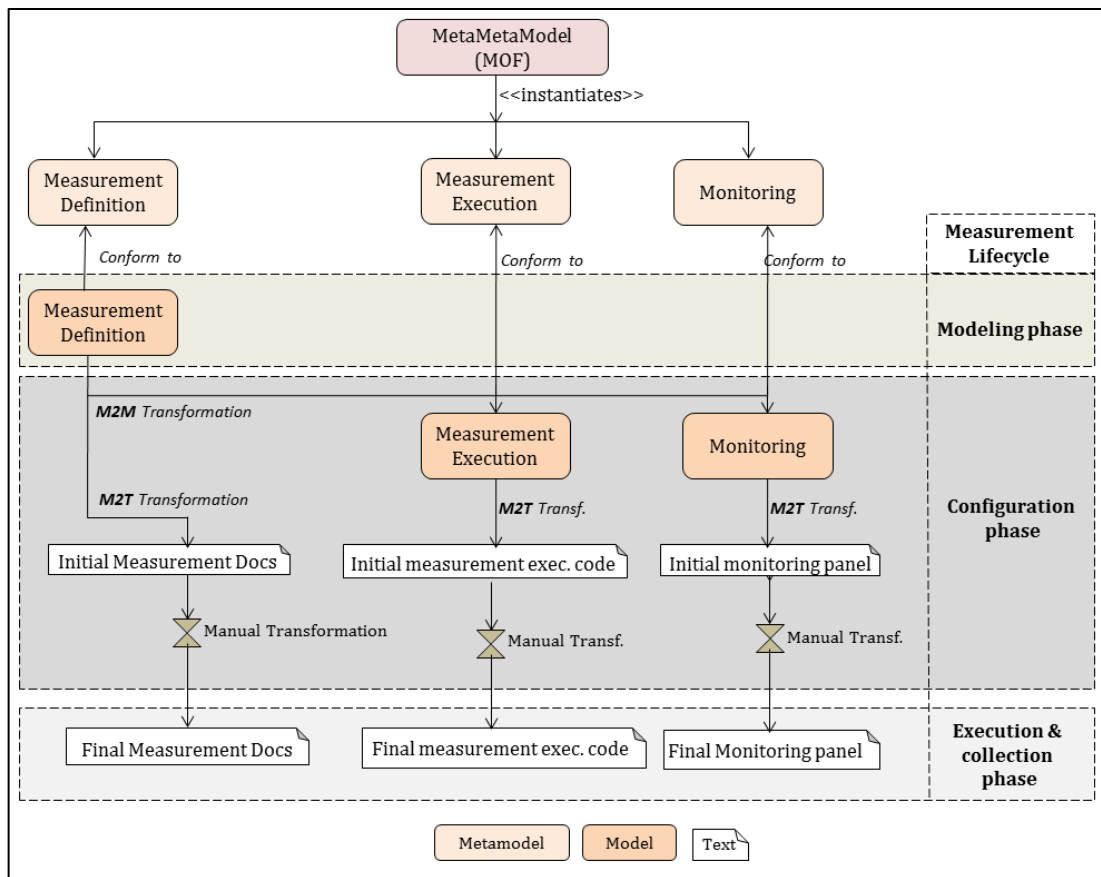 MetaMetaModel
(MOF)
<<instantiates>>
Measurement
Definition
Measurement
Execution
Monitoring
Measurement
Lifecycle
Conform to
Conform to
Conform to
Measurement
Definition
Modeling phase
M2M Transformation
Measurement
Execution
Monitoring
M2T Transformation
M2T Transf.
M2T Transf.
Configuration
phase
Initial Measurement Docs
Initial measurement exec. code
Initial monitoring panel
Manual Transformation
Manual Transf.
Manual Transf.
Final Measurement Docs
Final measurement exec. code
Final Monitoring panel
Execution &
collection
phase
Metamodel
Model
Text